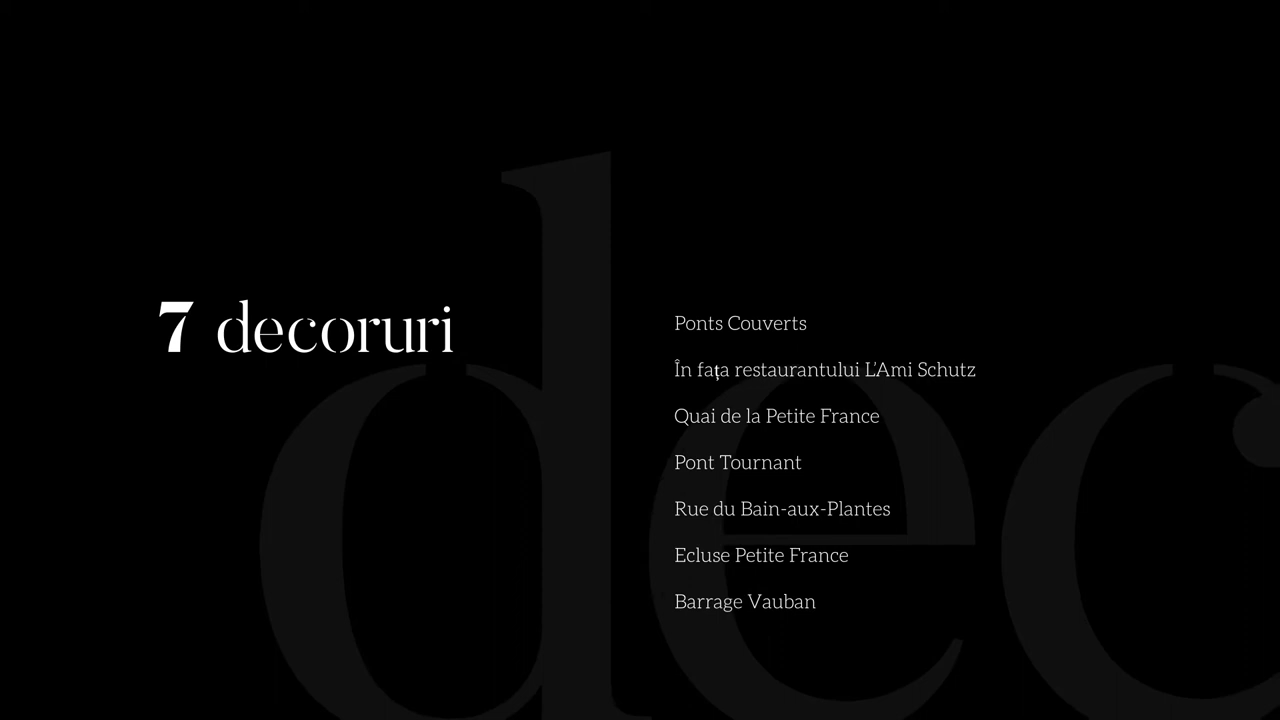 7 decoruri
Ponts Couverts
În fața restaurantului L'Ami Schutz
Quai de la Petite France
Pont Tournant
Rue du Bain-aux-Plantes
Ecluse Petite France
Barrage Vauban
dec